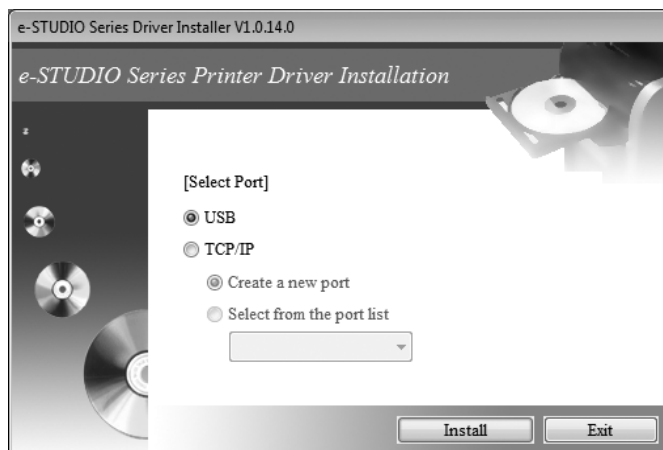 e-STUDIO Series Driver Installer V1.0.14.0
e-STUDIO Series Printer Driver Installation
[Select Port]
USB
TCP/IP
Create a new port
Select from the port list
Install Exit